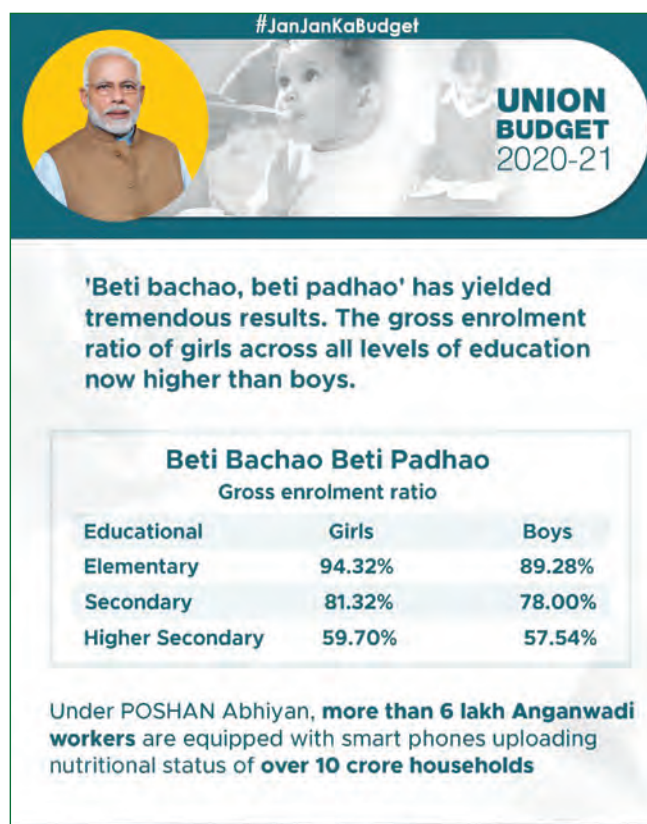 #JanJanKaBudget
UNION
BUDGET
2020-21
'Beti bachao, beti padhao' has yielded
tremendous results. The gross enrolment
ratio of girls across all levels of education
now higher than boys.
Beti Bachao Beti Padhao
Gross enrolment ratio
Educational Girls Boys
Elementary 94.32% 89.28%
Secondary 81.32% 78.00%
Higher Secondary 59.70% 57.54%
Under POSHAN Abhiyan, more than 6 lakh Anganwadi
workers are equipped with smart phones uploading
nutritional status of over 10 crore households